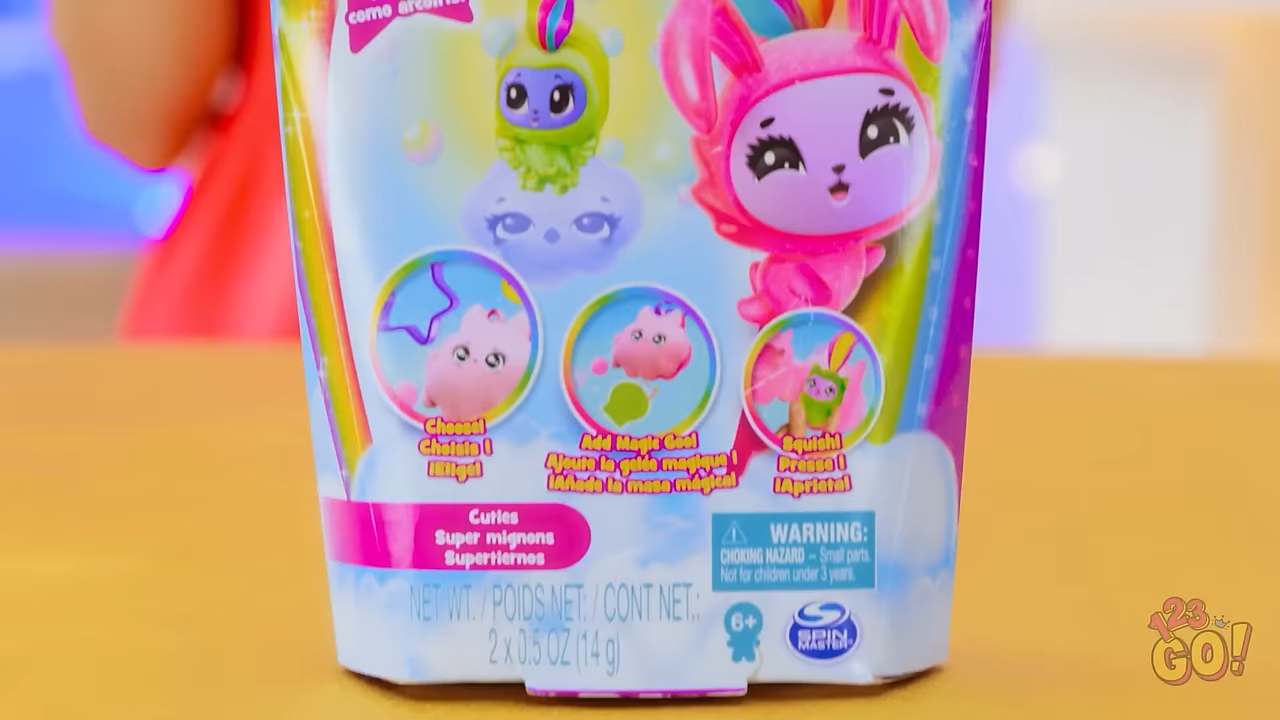 como arcoíris!
Choose!
Choisis !
¡Elige!
Add Magic Goo!
Ajoute la gelée magique !
¡Añade la masa mágica!
Squish!
Presse !
¡Aprieta!
Cuties
Super mignons
Supertiernos
WARNING:
CHOKING HAZARD – Small parts.
Not for children under 3 years.
NET WT. / POIDS NET: / CONT NET.:
2 x 0.5 OZ (14 g)
6+
SPIN
MASTER
123
GO!